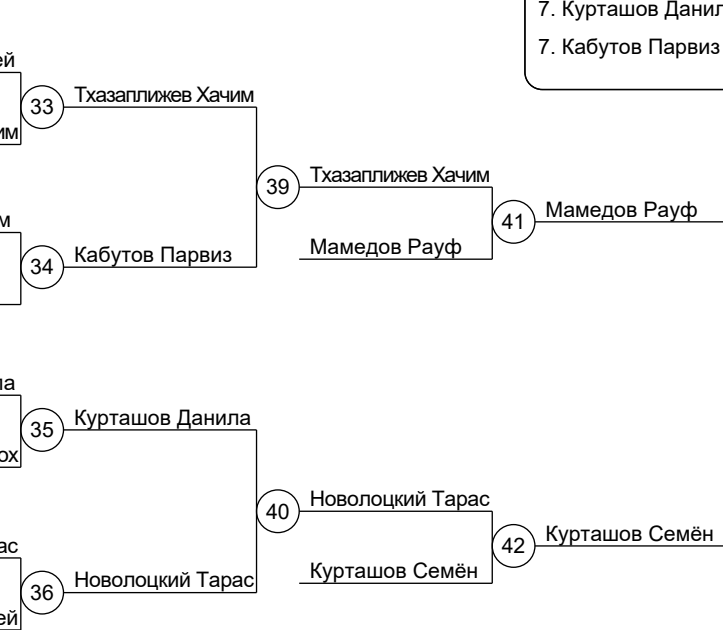 7. Курташов Данил
7. Кабутов Парвиз
33 Тхазаплижев Хачим
39 Тхазаплижев Хачим
41 Мамедов Рауф
Мамедов Рауф
34 Кабутов Парвиз
35 Курташов Данила
40 Новолоцкий Тарас
42 Курташов Семён
Курташов Семён
36 Новолоцкий Тарас